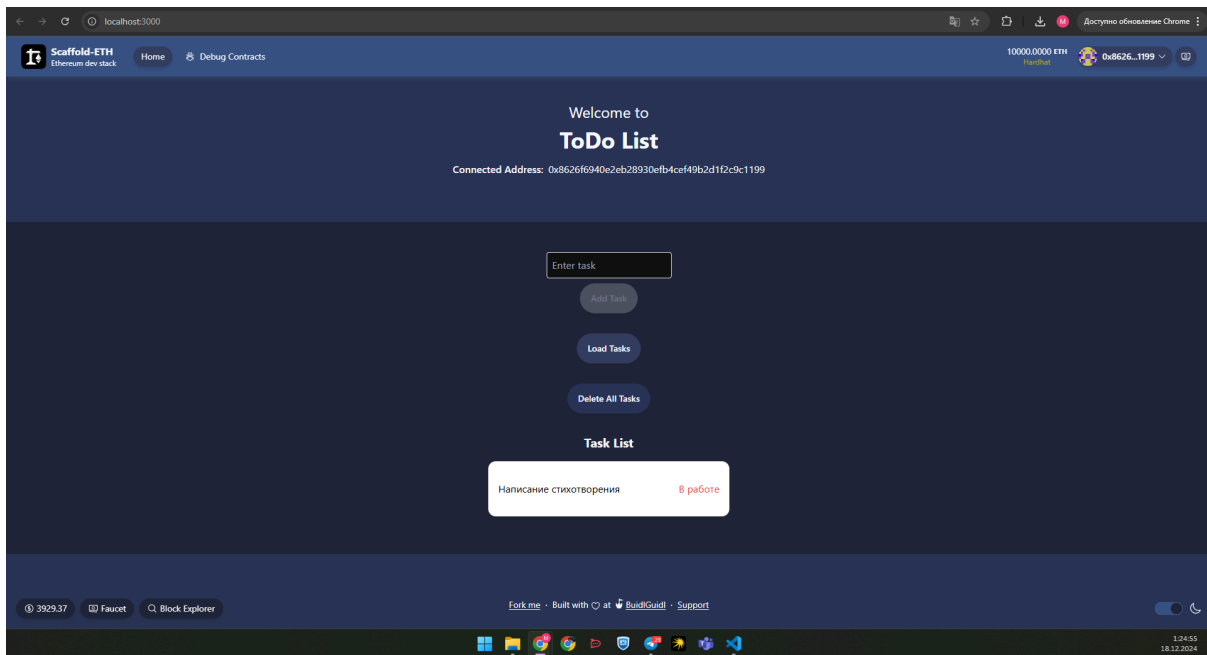 localhost:3000
M
Доступно обновление Chrome
Scaffold-ETH
Ethereum dev stack
Home
Debug Contracts
10000.0000 ETH
Hardhat
0x8626...1199
Welcome to
ToDo List
Connected Address: 0x8626f6940e2eb28930efb4cef49b2d1f2c9c1199
Enter task
Add Task
Load Tasks
Delete All Tasks
Task List
Написание стихотворения
В работе
3929.37
Faucet
Block Explorer
Fork me · Built with ♡ at BuidlGuidl · Support
1:24:55
18.12.2024